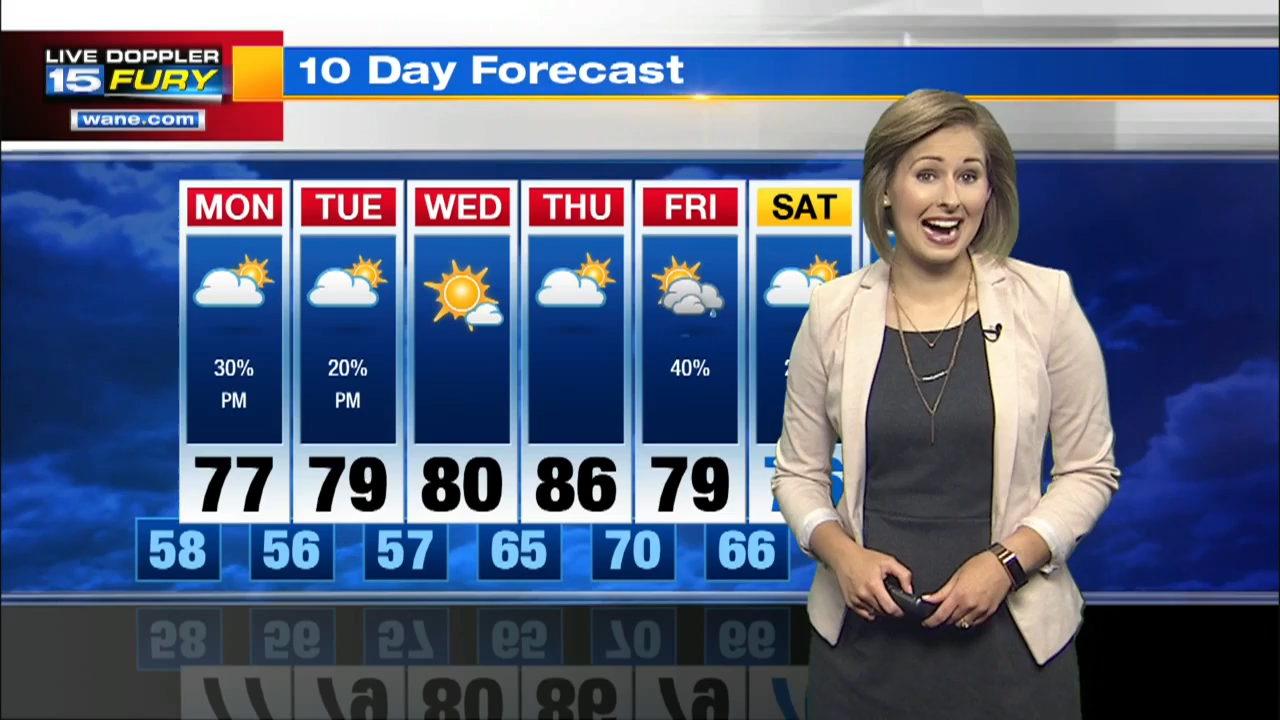 LIVE DOPPLER
15 FURY
wane.com
10 Day Forecast
MON TUE WED THU FRI SAT
30% 20% 40%
PM PM
77 79 80 86 79
58 56 57 65 70 66